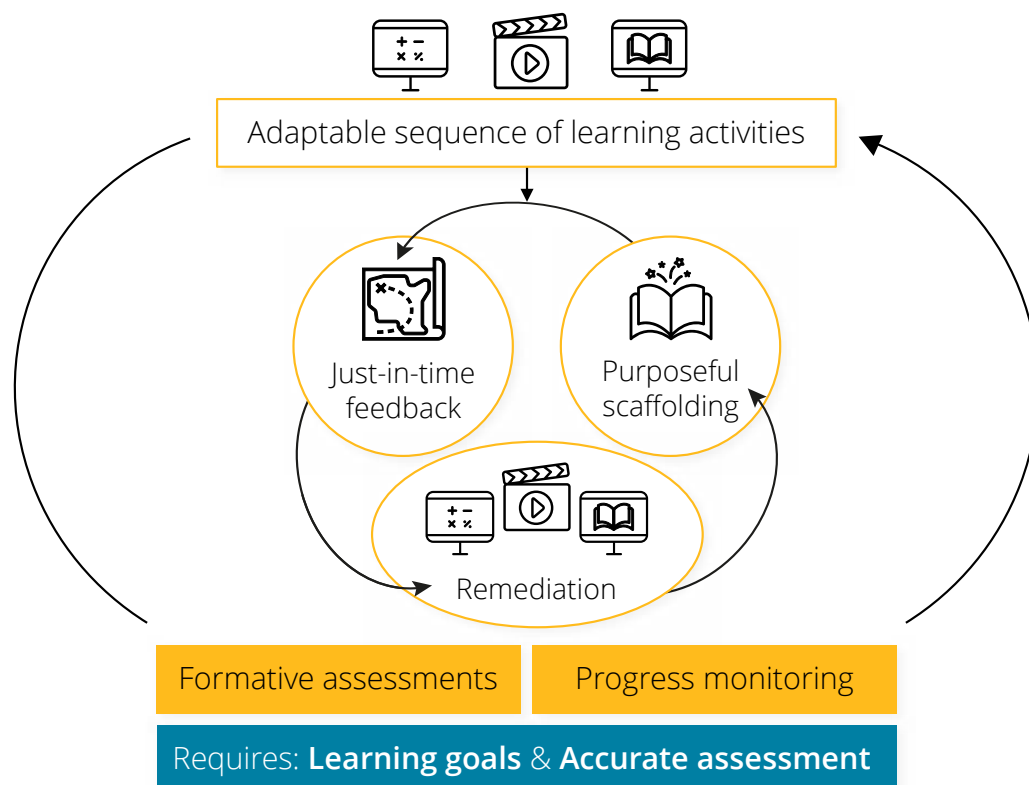 Adaptable sequence of learning activities
Just-in-time
feedback
Purposeful
scaffolding
Remediation
Formative assessments
Progress monitoring
Requires: Learning goals & Accurate assessment